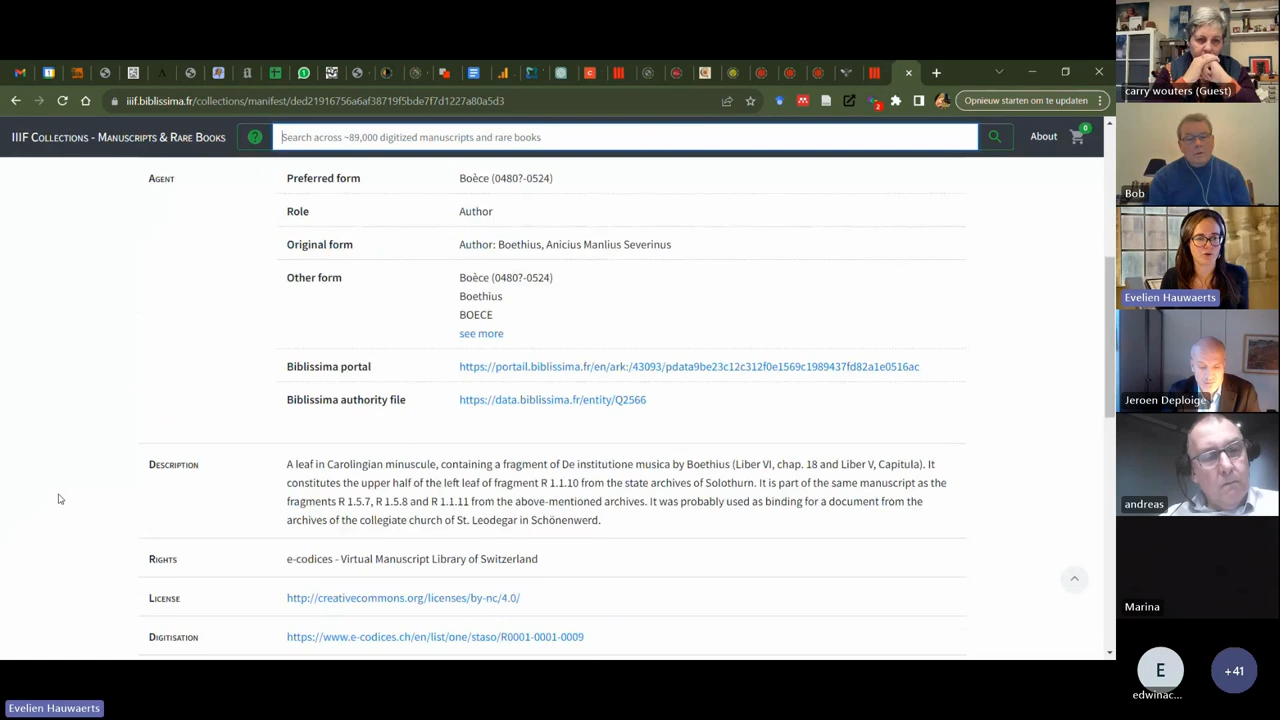 iiif.biblissima.fr/collections/manifest/ded21916756a6af38719f5bde7f7d1227a80a5d3
Opnieuw starten om te updaten
IIIF Collections - Manuscripts & Rare Books
?
Search across ~89,000 digitized manuscripts and rare books
About
0
Agent
Preferred form
Boèce (0480?-0524)
Role
Author
Original form
Author: Boethius, Anicius Manlius Severinus
Other form
Boèce (0480?-0524)
Boethius
BOECE
see more
Biblissima portal
https://portail.biblissima.fr/en/ark:/43093/pdata9be23c12c312f0e1569c1989437fd82a1e0516ac
Biblissima authority file
https://data.biblissima.fr/entity/Q2566
Description
A leaf in Carolingian minuscule, containing a fragment of De institutione musica by Boethius (Liber VI, chap. 18 and Liber V, Capitula). It
constitutes the upper half of the left leaf of fragment R 1.1.10 from the state archives of Solothurn. It is part of the same manuscript as the
fragments R 1.5.7, R 1.5.8 and R 1.1.11 from the above-mentioned archives. It was probably used as binding for a document from the
archives of the collegiate church of St. Leodegar in Schönenwerd.
Rights
e-codices - Virtual Manuscript Library of Switzerland
License
http://creativecommons.org/licenses/by-nc/4.0/
Digitisation
https://www.e-codices.ch/en/list/one/staso/R0001-0001-0009
Evelien Hauwaerts
carry wouters (Guest)
Bob
Evelien Hauwaerts
Jeroen Deploige
andreas
Marina
E
edwinac...
+41